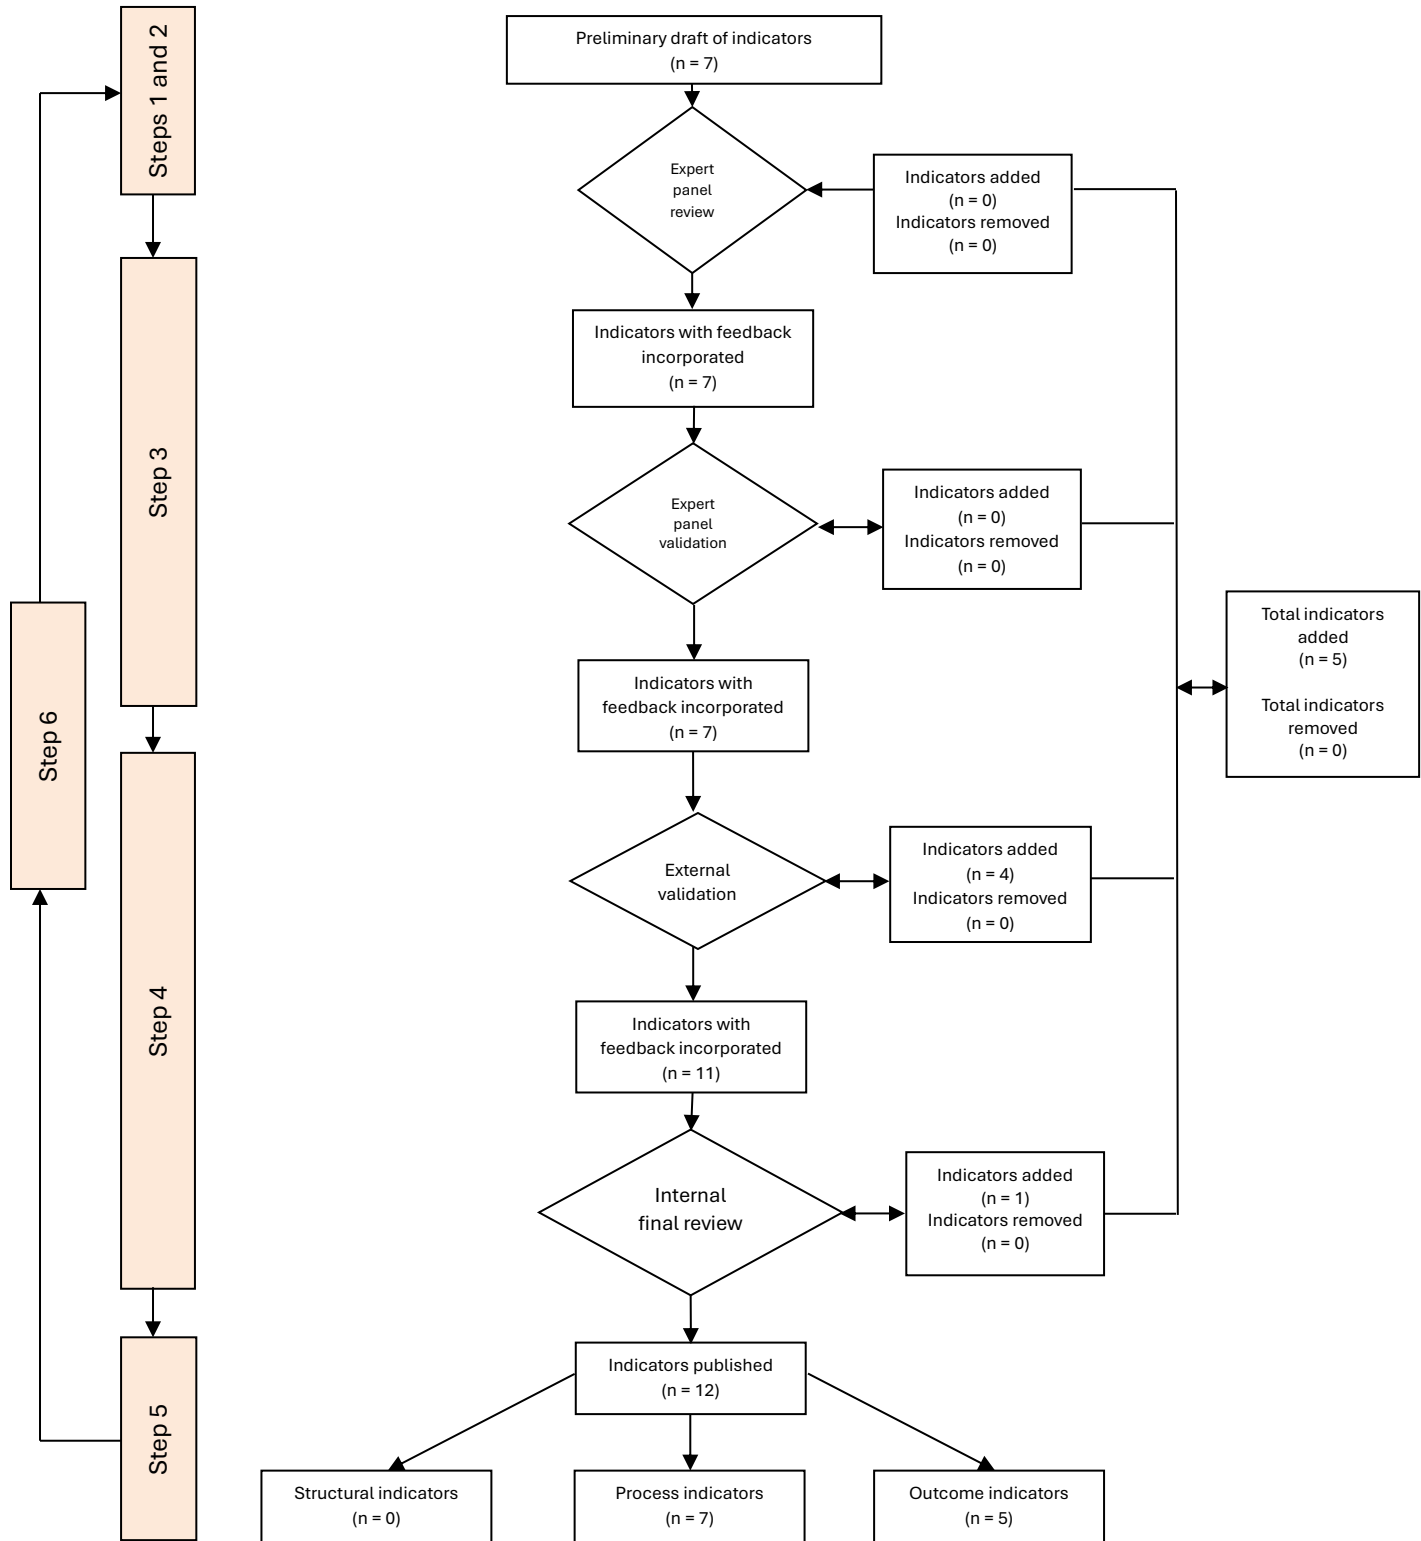 Steps 1 and 2
Step 3
Step 6
Step 4
Step 5
Preliminary draft of indicators
(n = 7)
Expert
panel
review
Indicators added
(n = 0)
Indicators removed
(n = 0)
Indicators with feedback
incorporated
(n = 7)
Expert
panel
validation
Indicators added
(n = 0)
Indicators removed
(n = 0)
Total indicators
added
(n = 5)
Total indicators
removed
(n = 0)
Indicators with
feedback incorporated
(n = 7)
External
validation
Indicators added
(n = 4)
Indicators removed
(n = 0)
Indicators with
feedback incorporated
(n = 11)
Internal
final review
Indicators added
(n = 1)
Indicators removed
(n = 0)
Indicators published
(n = 12)
Structural indicators
(n = 0)
Process indicators
(n = 7)
Outcome indicators
(n = 5)